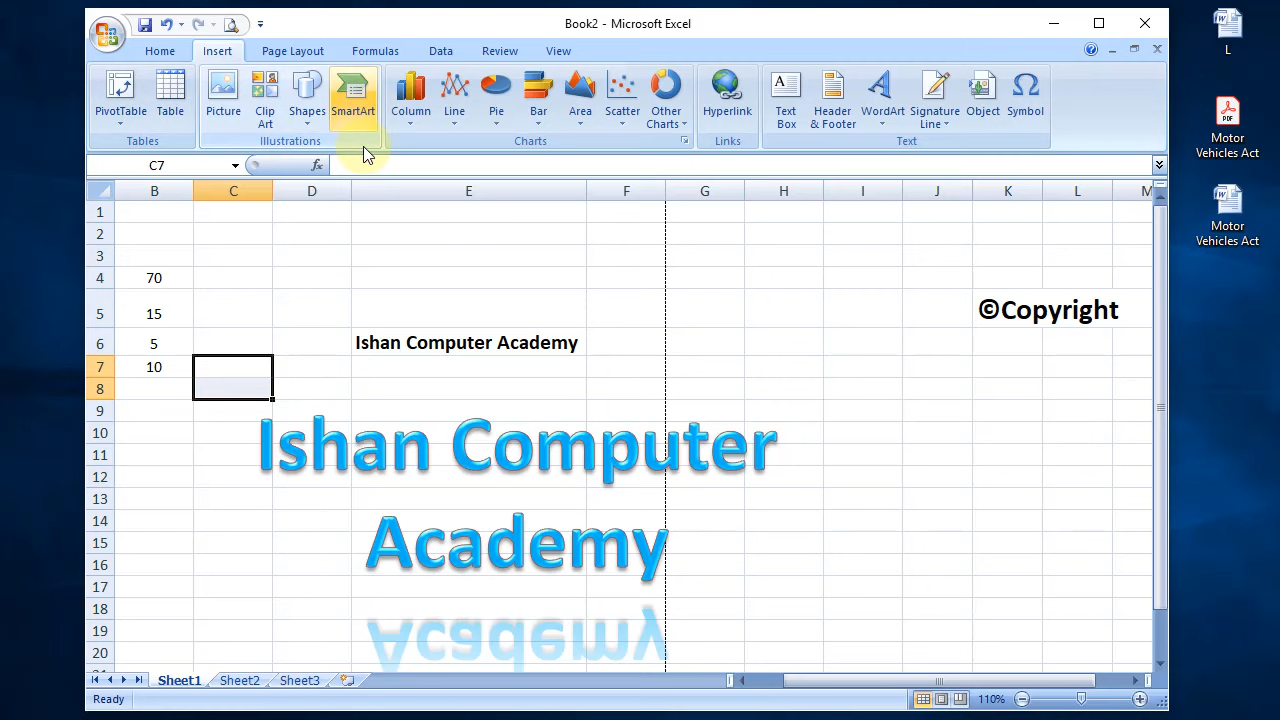 Book2 - Microsoft Excel
Home Insert Page Layout Formulas Data Review View
PivotTable Table Picture Clip Art Shapes SmartArt Column Line Pie Bar Area Scatter Other Charts Hyperlink Text Box Header & Footer WordArt Signature Line Object Symbol
Tables Illustrations Charts Links Text
C7 fx
B C D E F G H I J K L M
1
2
3
4 70
5 15 ©Copyright
6 5 Ishan Computer Academy
7 10
8
9
10
11
12
13
14
15
16
17
18
19
20
Ishan Computer
Academy
Sheet1 Sheet2 Sheet3
Ready 110%
L
Motor
Vehicles Act
Motor
Vehicles Act